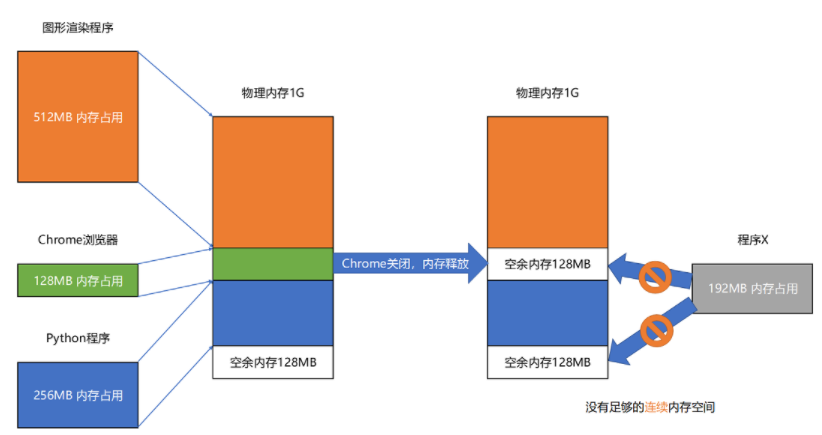 图形渲染程序
512MB 内存占用
Chrome浏览器
128MB 内存占用
Python程序
256MB 内存占用
物理内存1G
空余内存128MB
Chrome关闭，内存释放
物理内存1G
空余内存128MB
空余内存128MB
程序X
192MB 内存占用
没有足够的连续内存空间